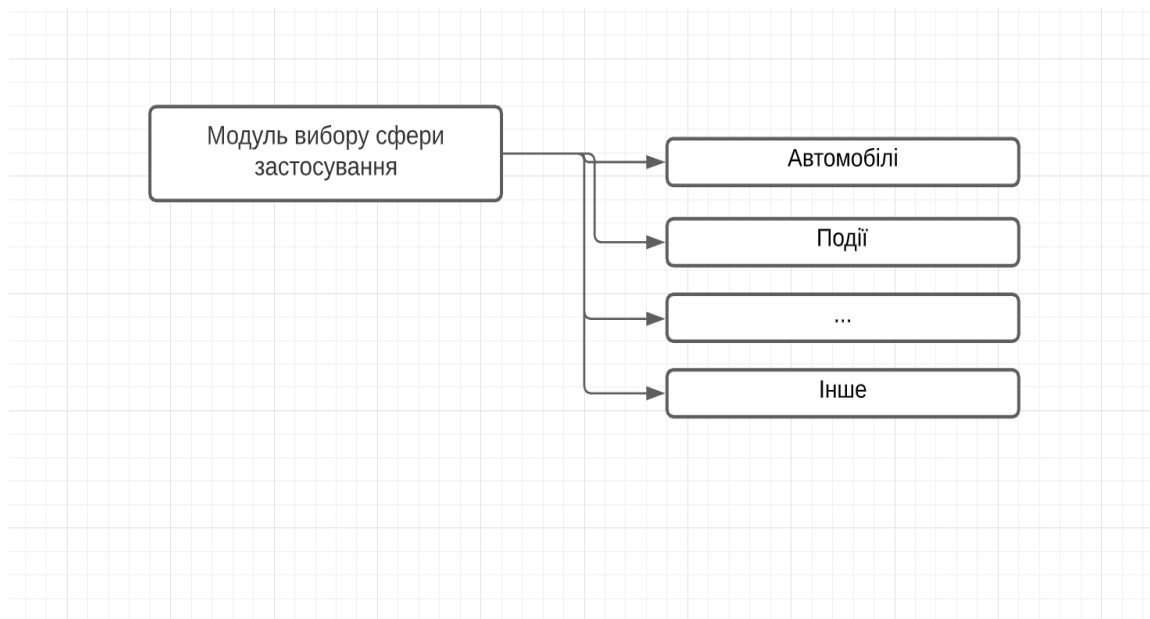 Модуль вибору сфери
застосування
Автомобілі
Події
...
Інше